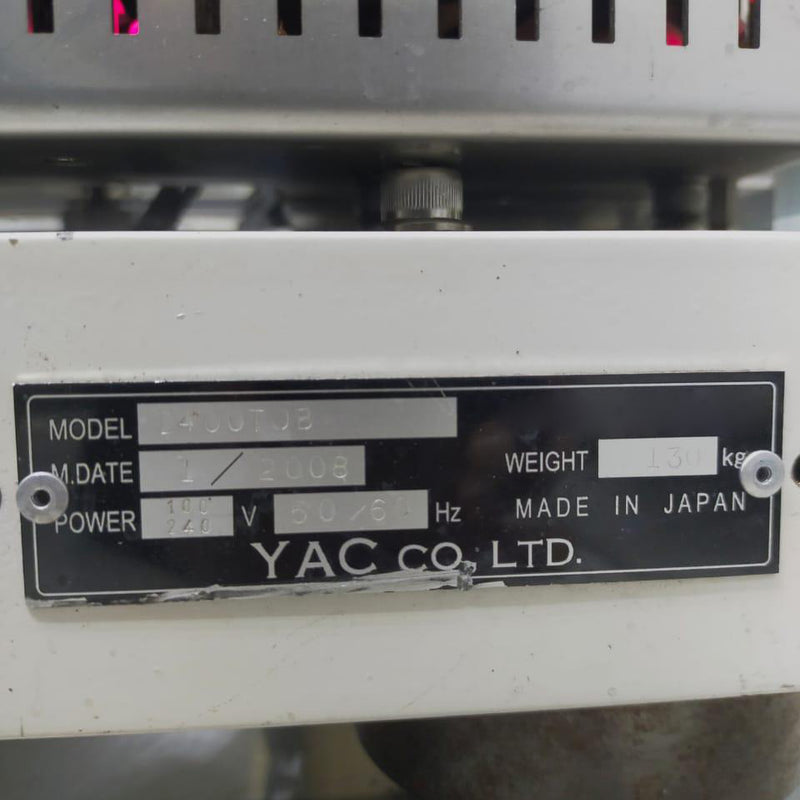 MODEL
M.DATE 1/2008
POWER 100 240 V 50/60 Hz
WEIGHT 130 kg
MADE IN JAPAN
YAC CO., LTD.